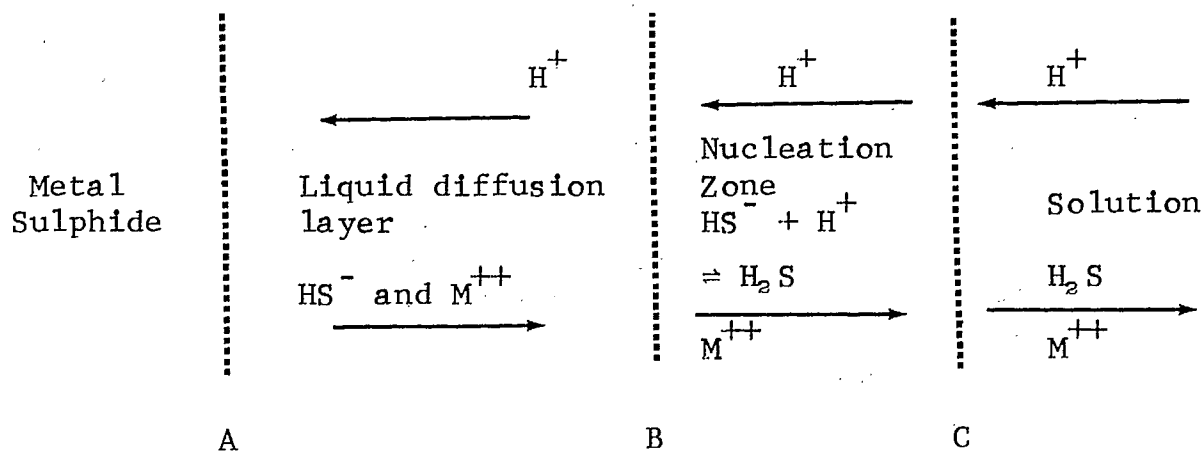 H⁺
H⁺
H⁺
Metal
Sulphide
Liquid diffusion
layer
Nucleation
Zone
HS⁻ + H⁺
⇌ H₂S
Solution
HS⁻ and M⁺⁺
M⁺⁺
H₂S
M⁺⁺
A
B
C